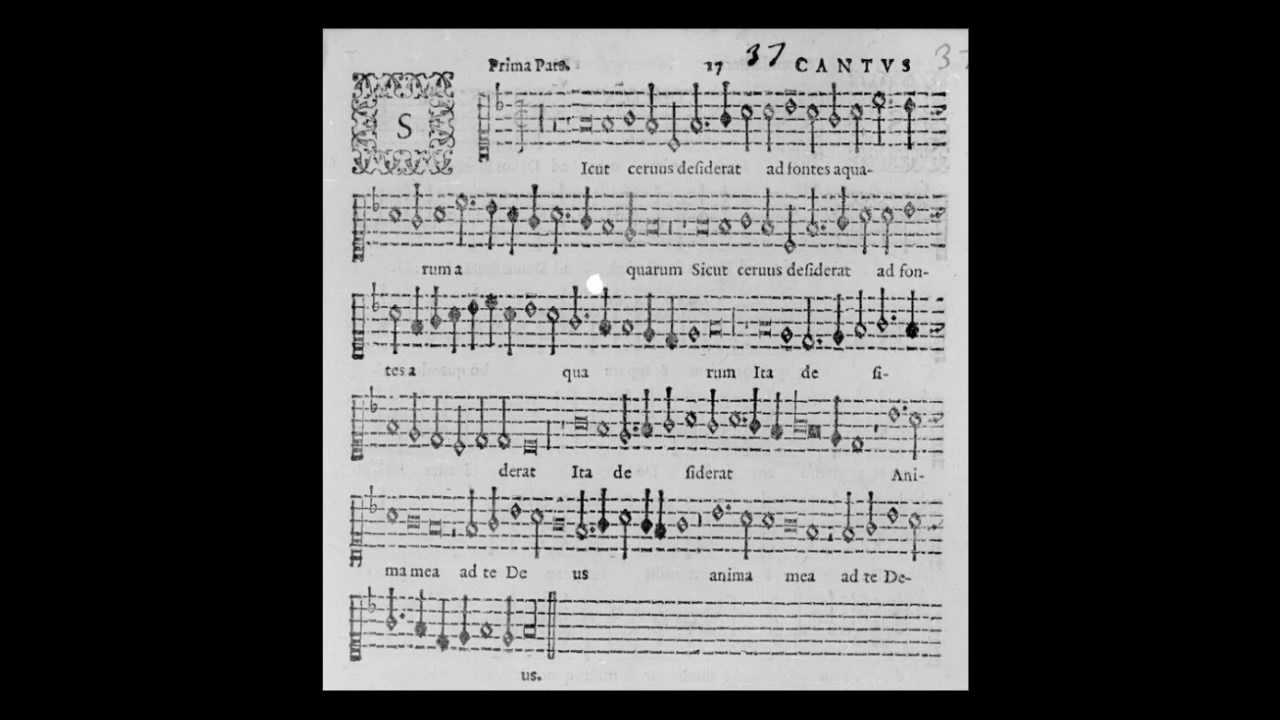 Prima Pars. 17 37 CANTVS 37
S
Icut ceruus desiderat ad fontes aqua-
rum a quarum Sicut ceruus desiderat ad fon-
tes a qua rum Ita de si-
derat Ita de siderat Ani-
ma mea ad te De us anima mea ad te De-
us.